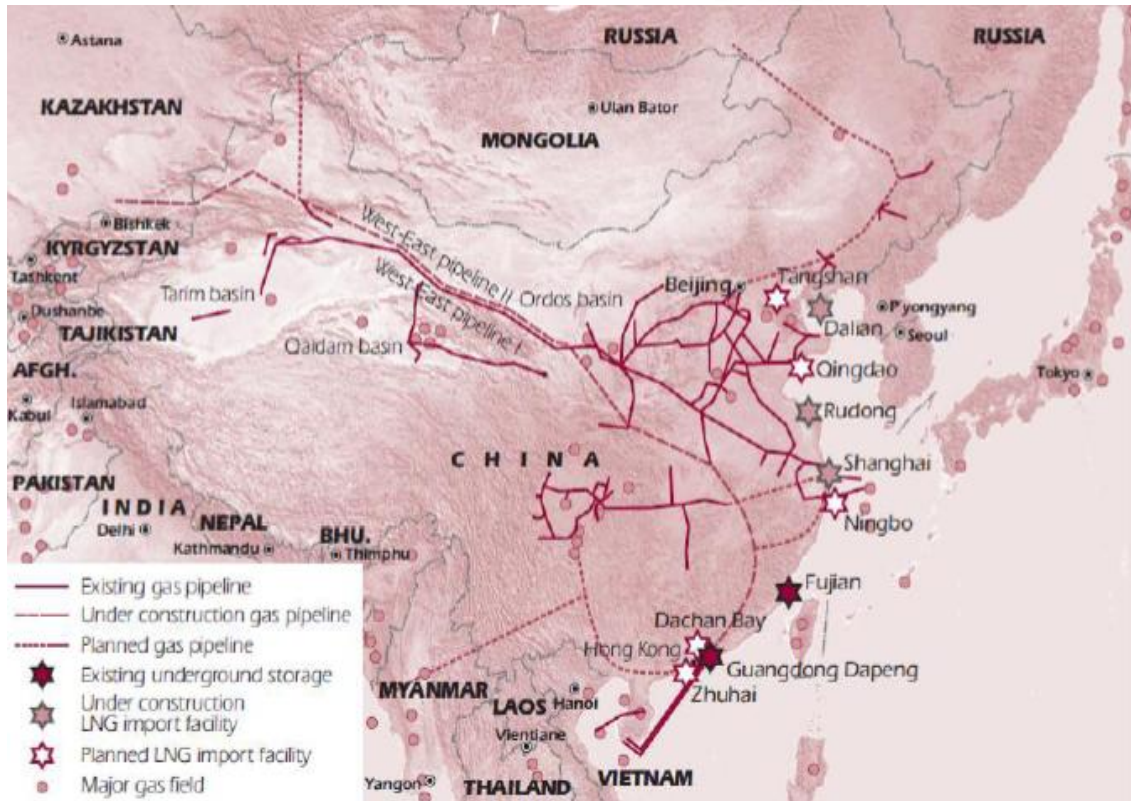 RUSSIA
RUSSIA
Astana
KAZAKHSTAN
Ulan Bator
MONGOLIA
Bishkek
KYRGYZSTAN
Tashkent
Dushanbe
TAJIKISTAN
Tarim basin
West-East pipeline II
West-East pipeline I
Ordos basin
Qaidam basin
Beijing
Tangshan
Dalian
P'yongyang
Seoul
Qingdao
Tokyo
AFGH.
Kabul
Islamabad
Rudong
CHINA
Shanghai
PAKISTAN
INDIA
Delhi
NEPAL
Kathmandu
BHU.
Thimphu
Ningbo
Fujian
Dachan Bay
Hong Kong
Guangdong Dapeng
Zhuhai
MYANMAR
LAOS
Hanoi
Vientiane
VIETNAM
Yangon
THAILAND
Existing gas pipeline
Under construction gas pipeline
Planned gas pipeline
Existing underground storage
Under construction
LNG import facility
Planned LNG import facility
Major gas field